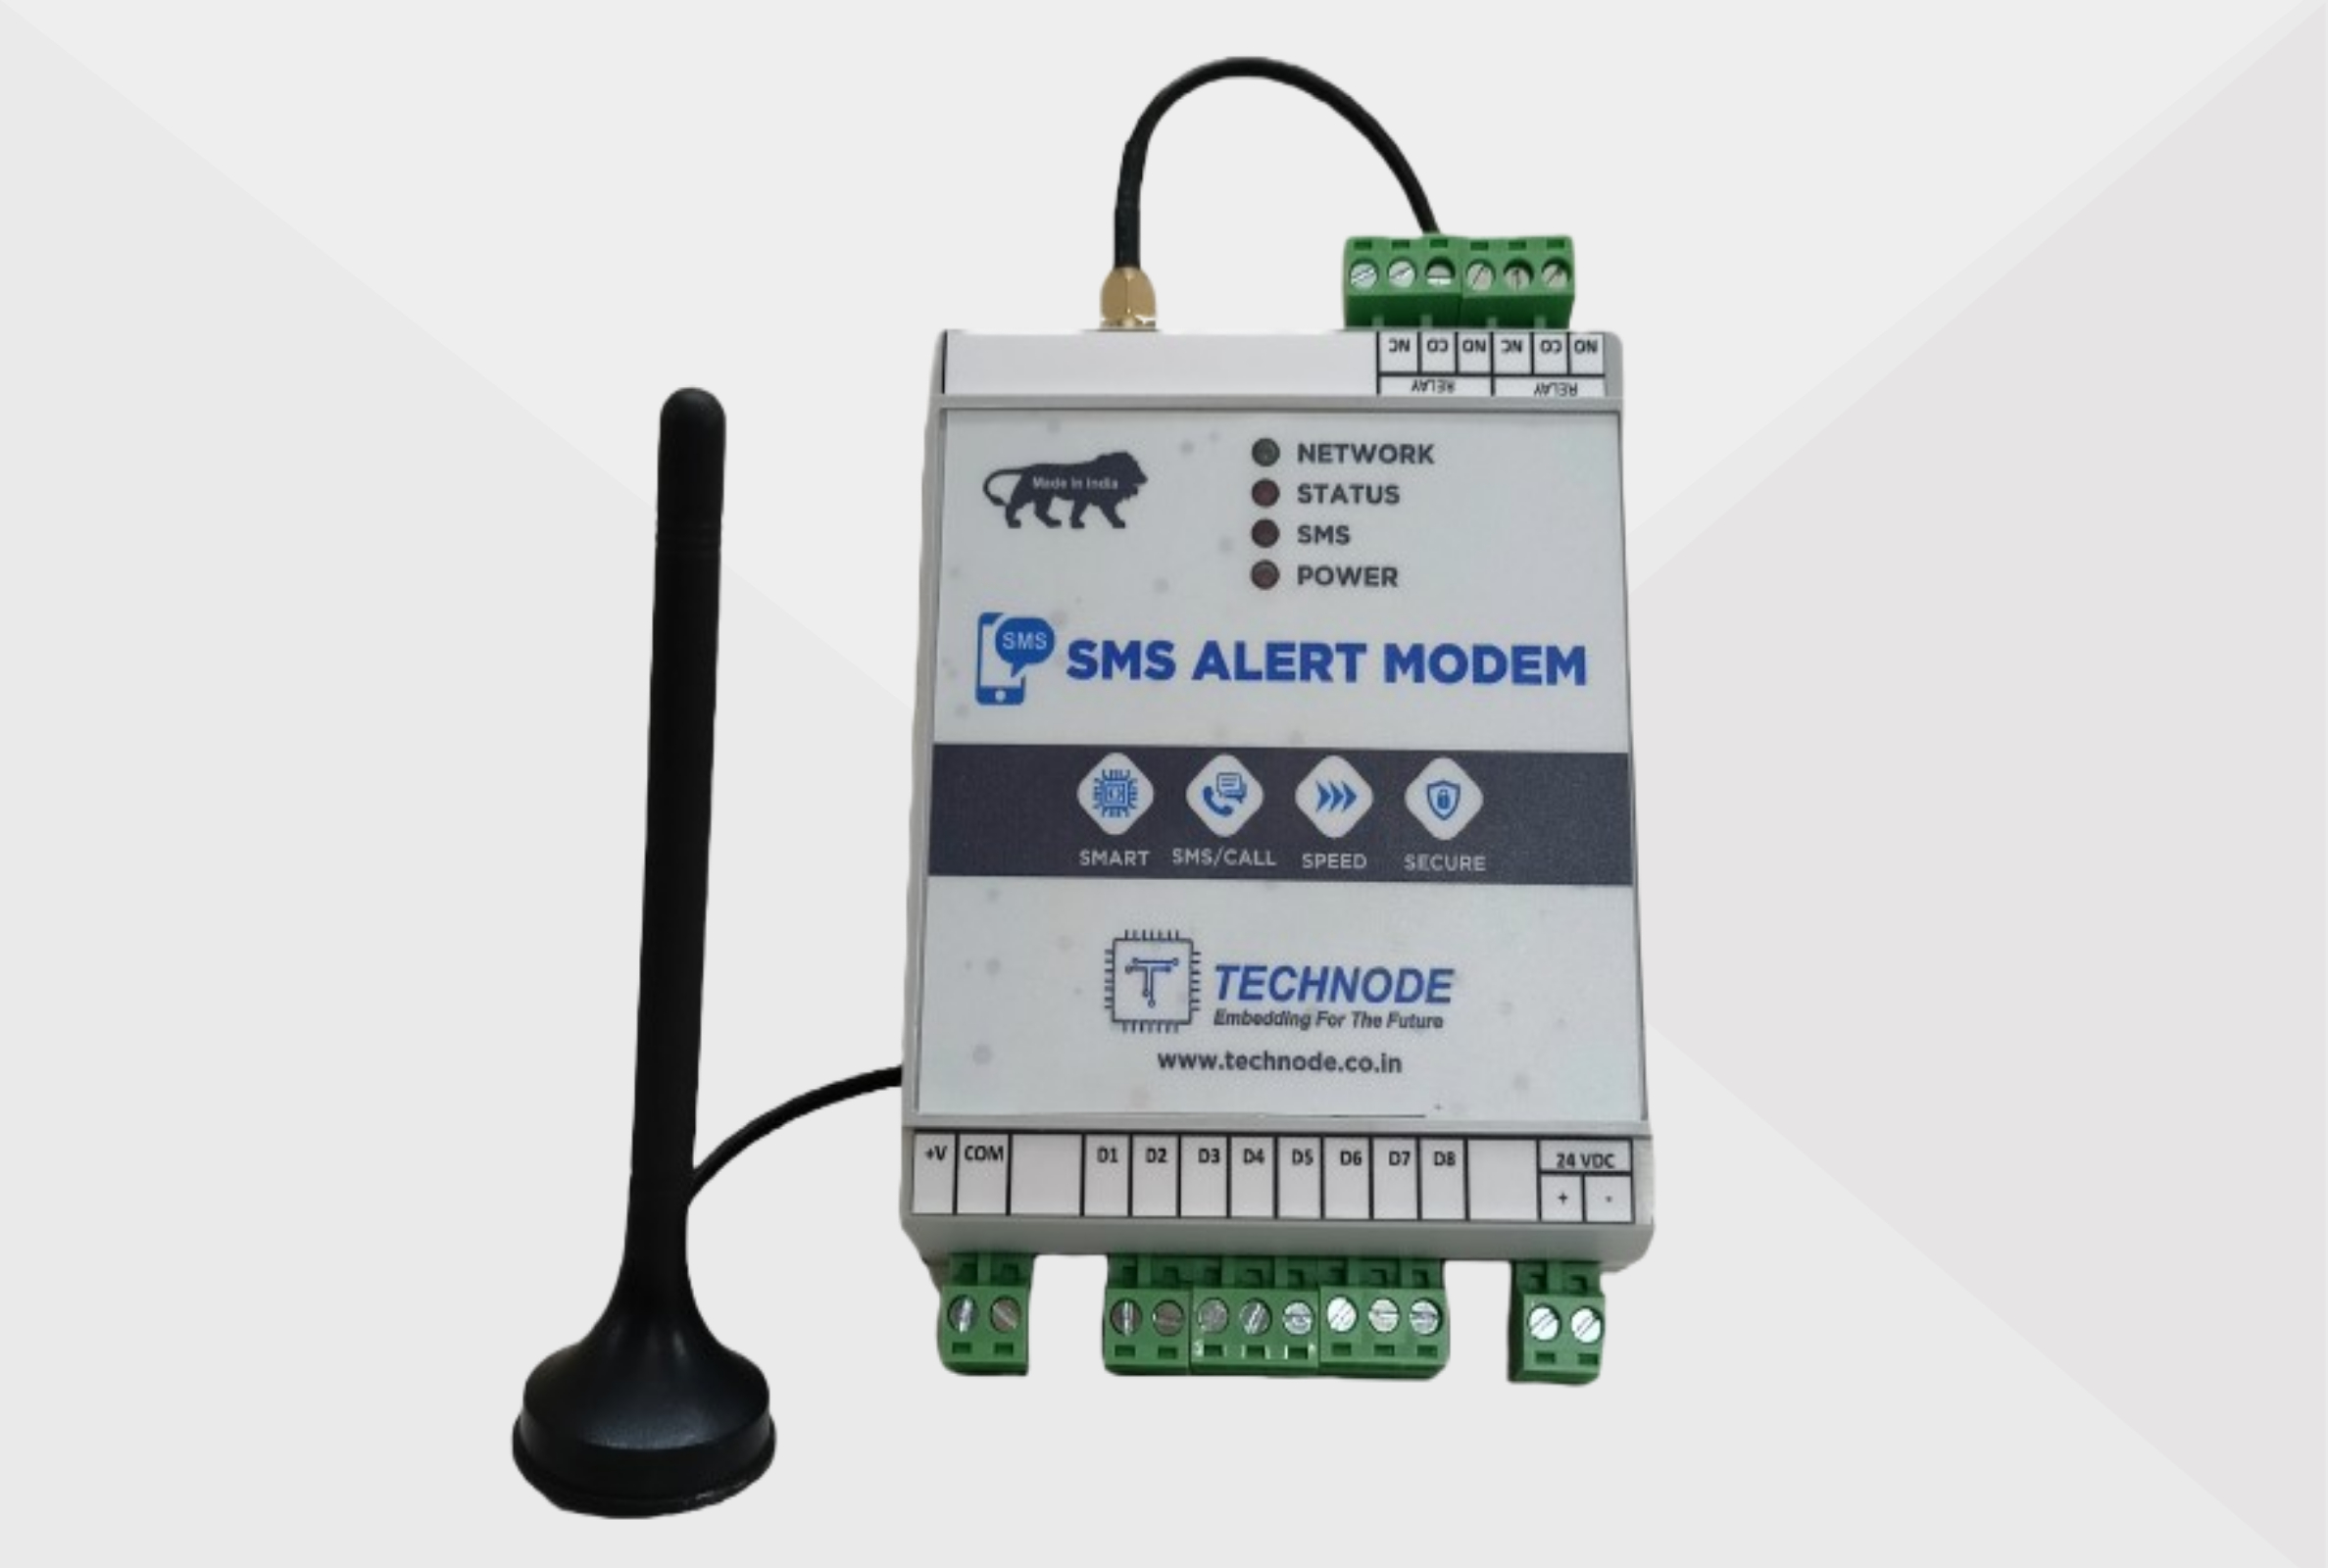 NC CO NO NC CO NO
RELAY RELAY
Made In India
NETWORK
STATUS
SMS
POWER
SMS
SMS ALERT MODEM
SMART SMS/CALL SPEED SECURE
T
TECHNODE
Embedding For The Future
www.technode.co.in
+V COM D1 D2 D3 D4 D5 D6 D7 D8 24 VDC
+ -